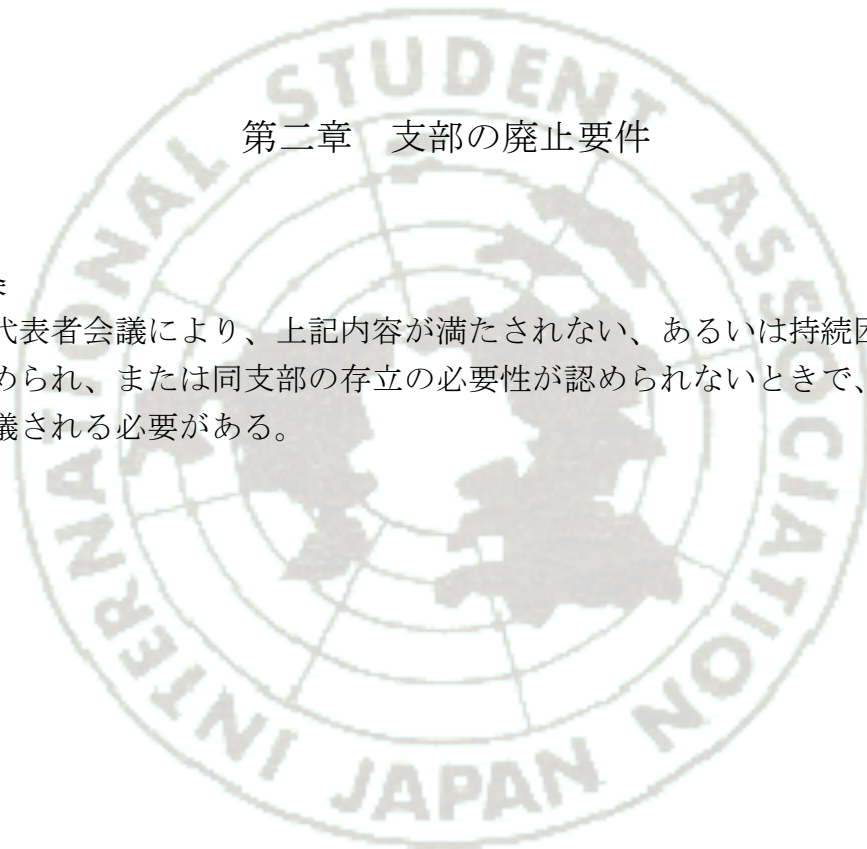 第二章　支部の廃止要件
代表者会議により、上記内容が満たされない、あるいは持続困
められ、または同支部の存立の必要性が認められないときで、
議される必要がある。
INTERNATIONAL STUDENT ASSOCIATION
JAPAN